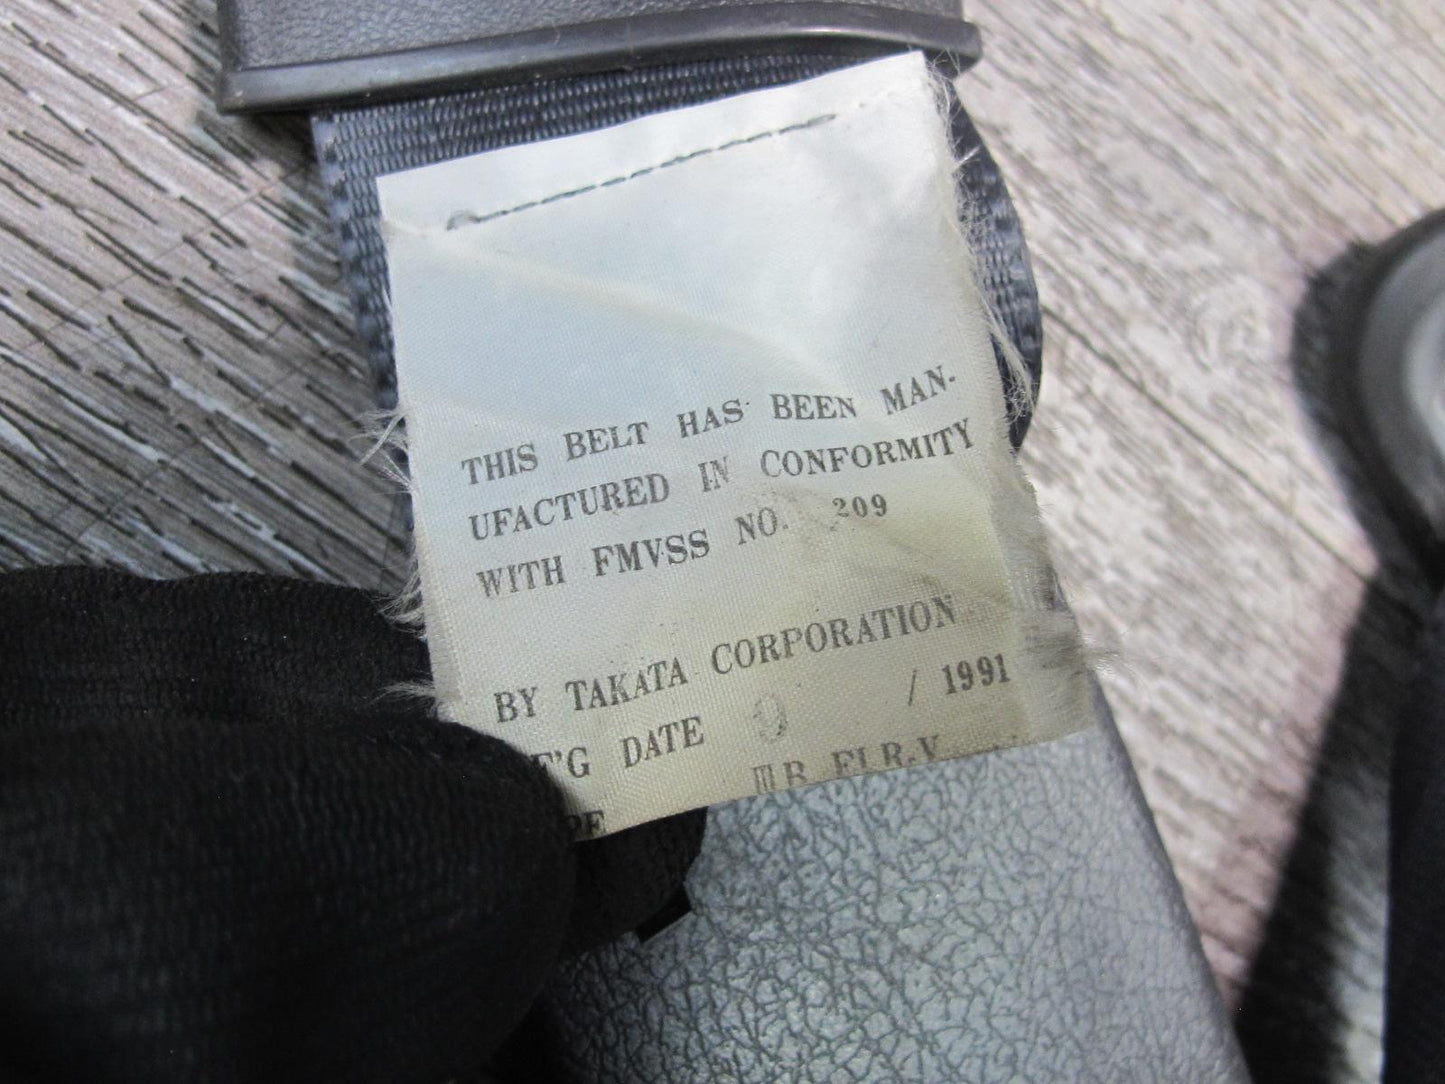 THIS BELT HAS BEEN MAN-
UFACTURED IN CONFORMITY
WITH FMVSS NO. 209
BY TAKATA CORPORATION
F'G DATE 9 / 1991